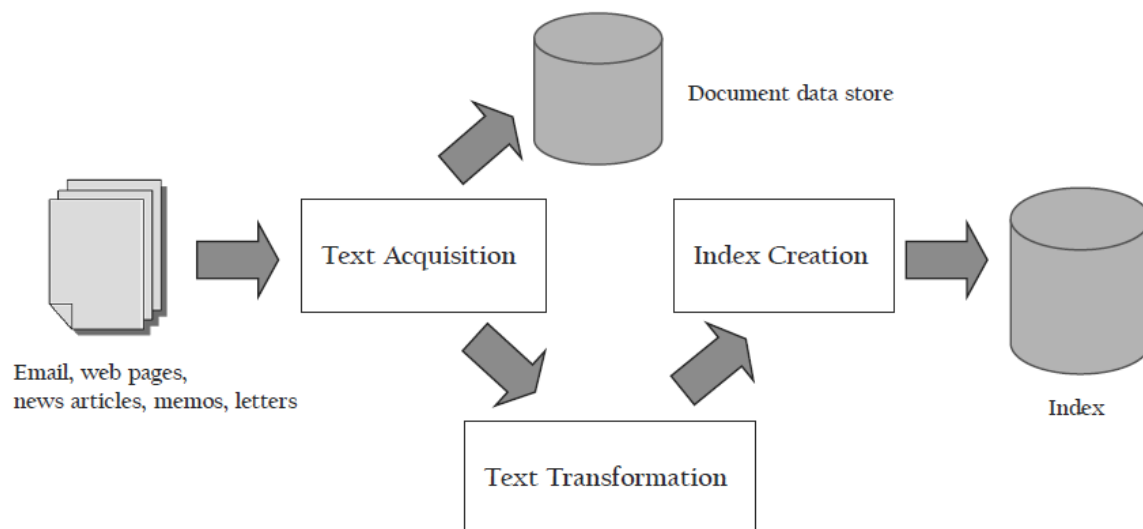 Document data store
Text Acquisition
Index Creation
Email, web pages,
news articles, memos, letters
Index
Text Transformation